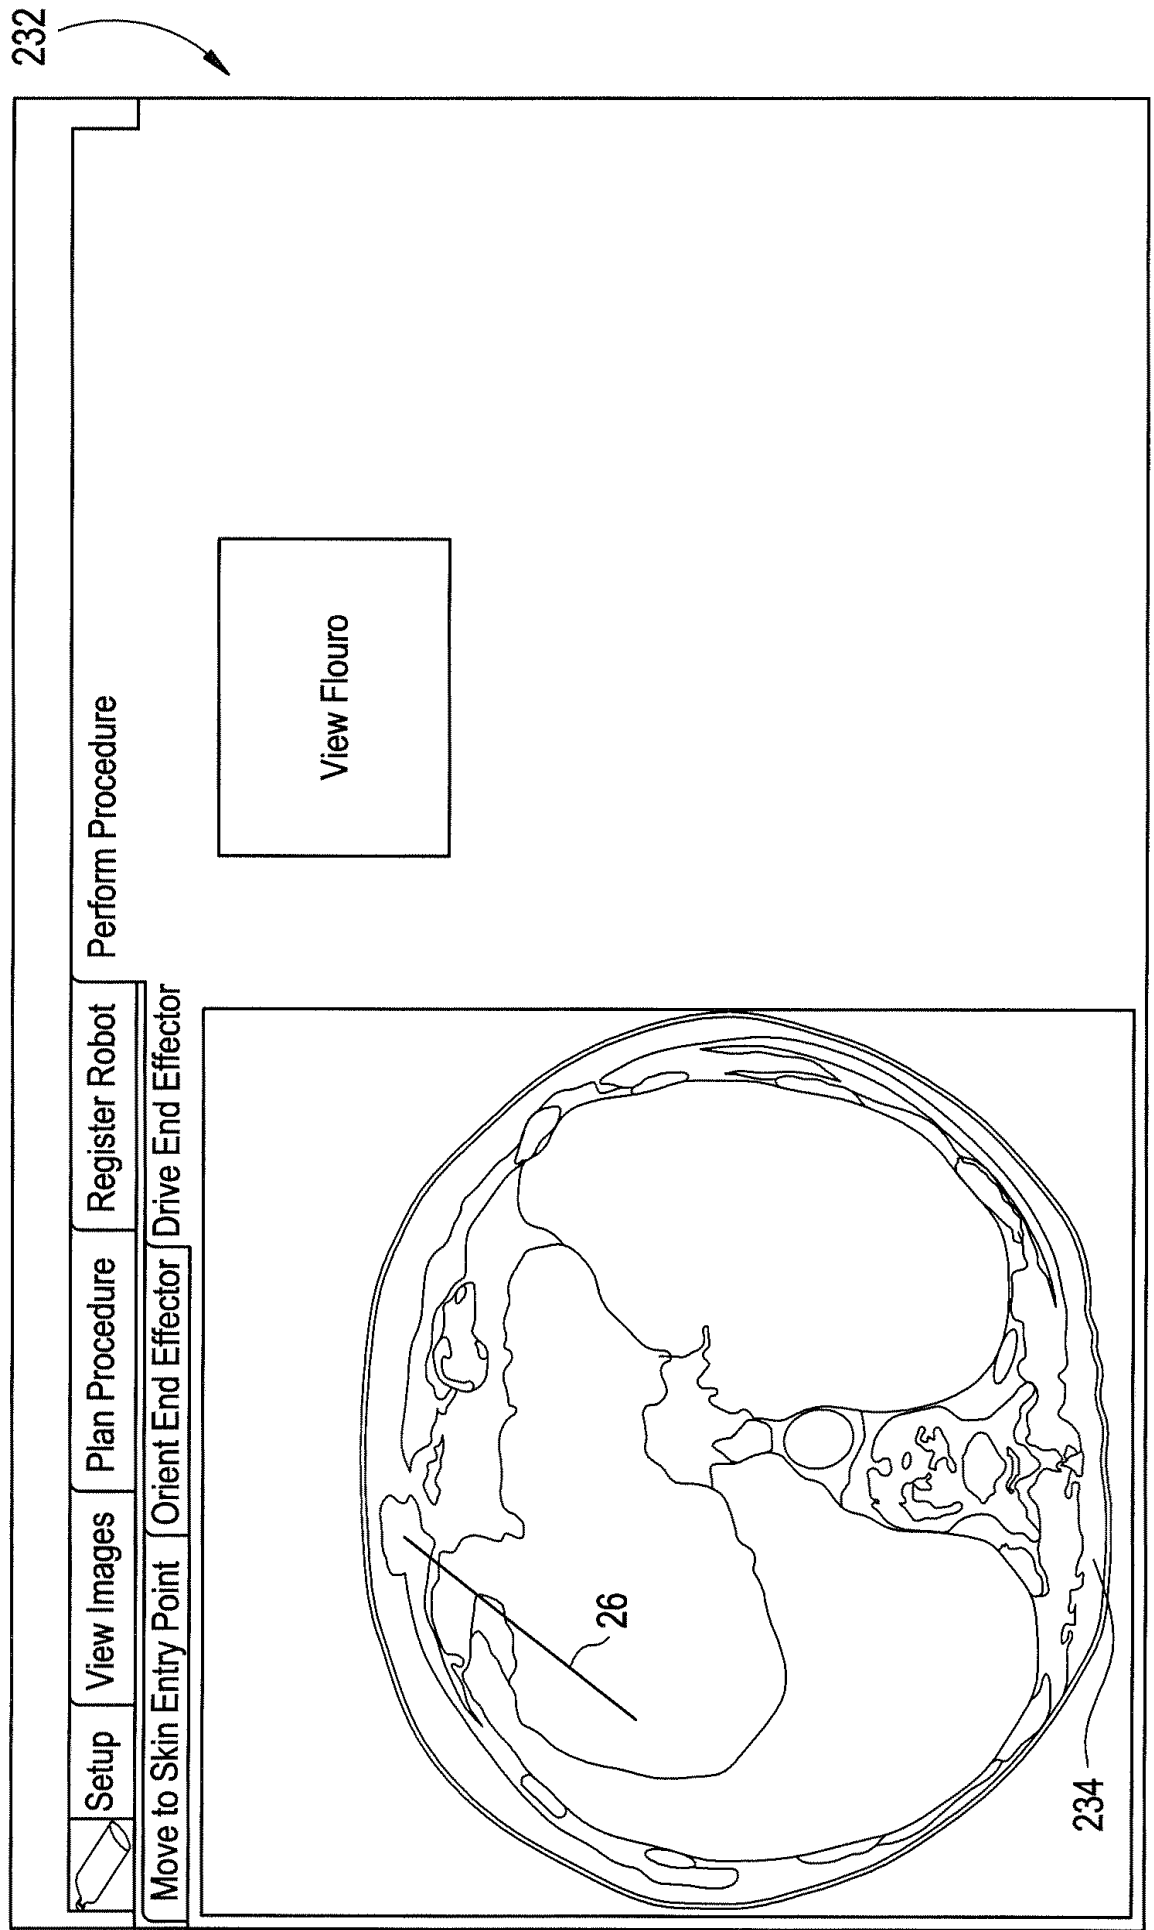 232
Setup View Images Plan Procedure Register Robot Perform Procedure
Move to Skin Entry Point Orient End Effector Drive End Effector
View Flouro
26
234